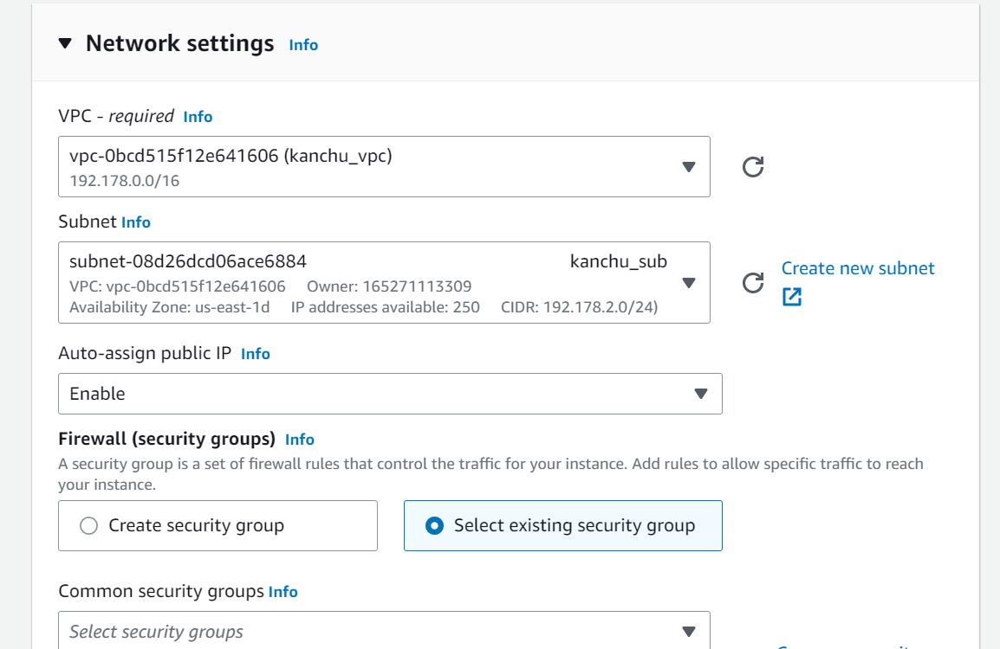 Network settings Info
VPC - required Info
vpc-0bcd515f12e641606 (kanchu_vpc)
192.178.0.0/16
Subnet Info
subnet-08d26dcd06ace6884 kanchu_sub
VPC: vpc-0bcd515f12e641606 Owner: 165271113309
Availability Zone: us-east-1d IP addresses available: 250 CIDR: 192.178.2.0/24)
Create new subnet
Auto-assign public IP Info
Enable
Firewall (security groups) Info
A security group is a set of firewall rules that control the traffic for your instance. Add rules to allow specific traffic to reach
your instance.
Create security group Select existing security group
Common security groups Info
Select security groups